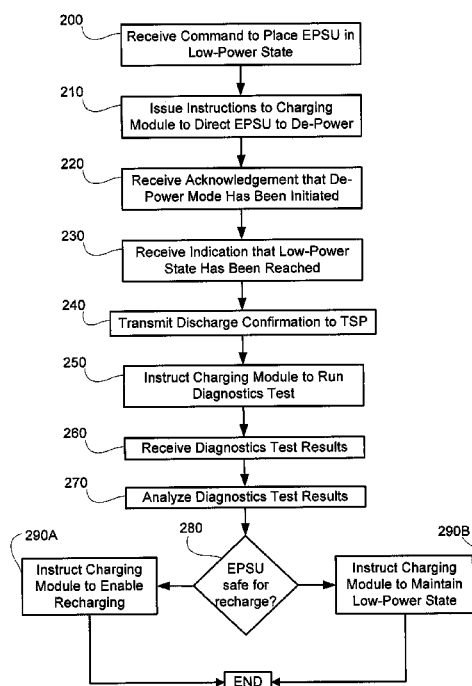 200
Receive Command to Place EPSU in
Low-Power State
210
Issue Instructions to Charging
Module to Direct EPSU to De-Power
220
Receive Acknowledgement that De-
Power Mode Has Been Initiated
230
Receive Indication that Low-Power
State Has Been Reached
240
Transmit Discharge Confirmation to TSP
250
Instruct Charging Module to Run
Diagnostics Test
260
Receive Diagnostics Test Results
270
Analyze Diagnostics Test Results
280
EPSU
safe for
recharge?
290A
Instruct Charging
Module to Enable
Recharging
290B
Instruct Charging
Module to Maintain
Low-Power State
END